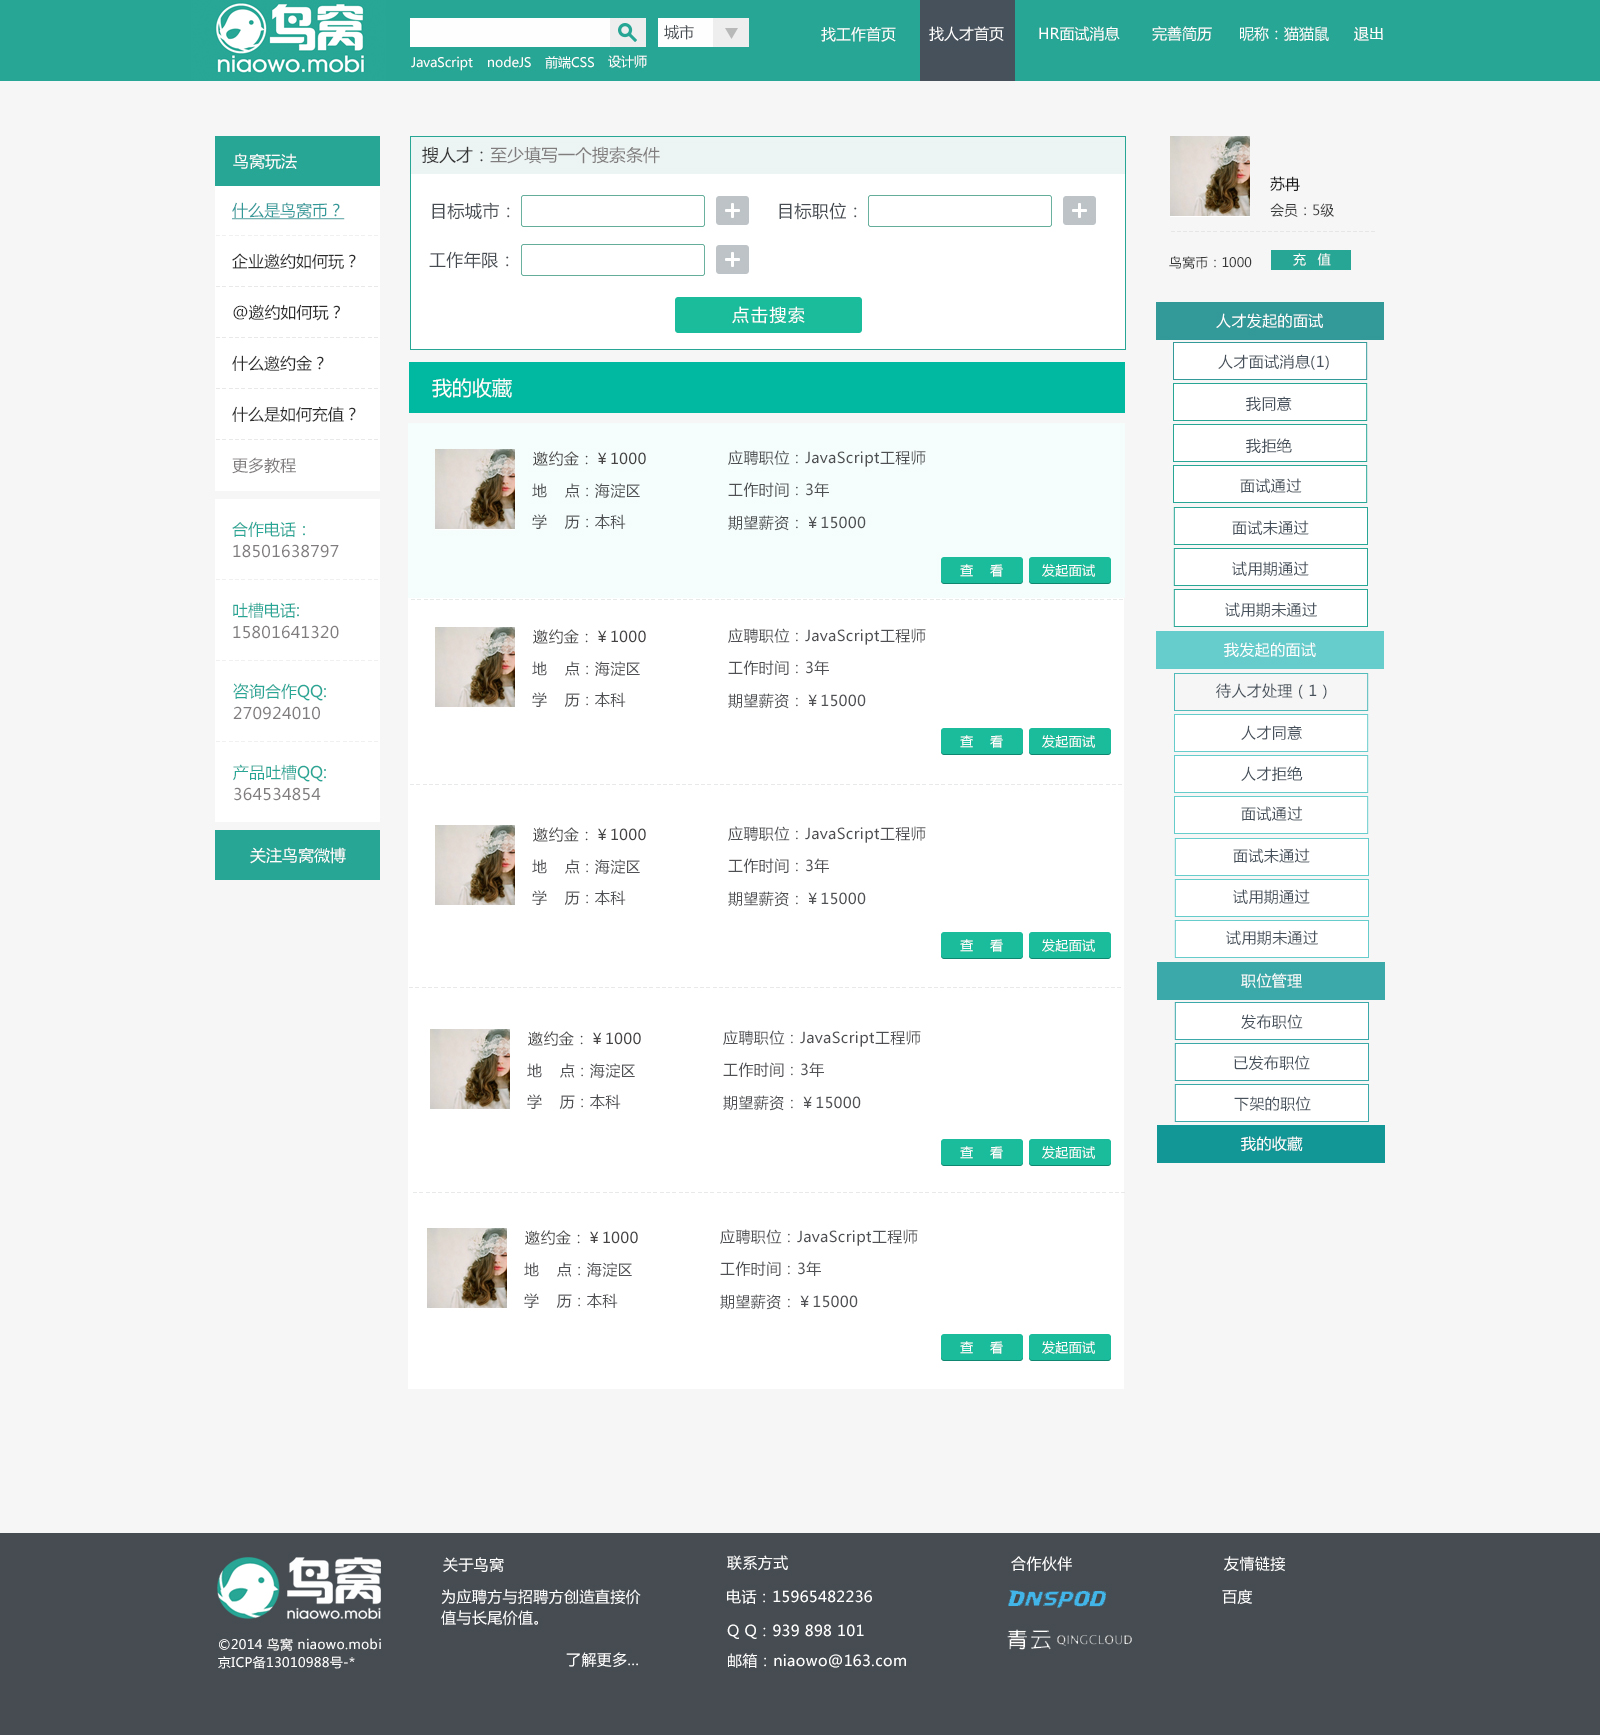 鸟窝
niaowo.mobi
城市
JavaScript nodeJS 前端CSS 设计师
找工作首页 找人才首页 HR面试消息 完善简历 昵称：猫猫鼠 退出
鸟窝玩法
什么是鸟窝币？
企业邀约如何玩？
@邀约如何玩？
什么邀约金？
什么是如何充值？
更多教程
合作电话：
18501638797
吐槽电话:
15801641320
咨询合作QQ:
270924010
产品吐槽QQ:
364534854
关注鸟窝微博
搜人才：至少填写一个搜索条件
目标城市： 目标职位：
工作年限：
点击搜索
我的收藏
邀约金：￥1000 应聘职位：JavaScript工程师
地 点：海淀区 工作时间：3年
学 历：本科 期望薪资：￥15000
查 看 发起面试
邀约金：￥1000 应聘职位：JavaScript工程师
地 点：海淀区 工作时间：3年
学 历：本科 期望薪资：￥15000
查 看 发起面试
邀约金：￥1000 应聘职位：JavaScript工程师
地 点：海淀区 工作时间：3年
学 历：本科 期望薪资：￥15000
查 看 发起面试
邀约金：￥1000 应聘职位：JavaScript工程师
地 点：海淀区 工作时间：3年
学 历：本科 期望薪资：￥15000
查 看 发起面试
邀约金：￥1000 应聘职位：JavaScript工程师
地 点：海淀区 工作时间：3年
学 历：本科 期望薪资：￥15000
查 看 发起面试
苏冉
会员：5级
鸟窝币：1000 充 值
人才发起的面试
人才面试消息(1)
我同意
我拒绝
面试通过
面试未通过
试用期通过
试用期未通过
我发起的面试
待人才处理（1）
人才同意
人才拒绝
面试通过
面试未通过
试用期通过
试用期未通过
职位管理
发布职位
已发布职位
下架的职位
我的收藏
鸟窝
niaowo.mobi
©2014 鸟窝 niaowo.mobi
京ICP备13010988号-*
关于鸟窝
为应聘方与招聘方创造直接价
值与长尾价值。
了解更多...
联系方式
电话：15965482236
Q Q：939 898 101
邮箱：niaowo@163.com
合作伙伴
DNSPOD
青云 QINGCLOUD
友情链接
百度